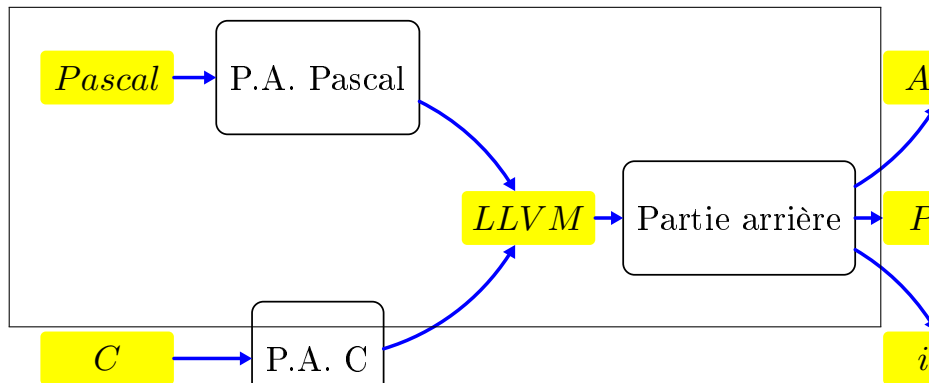 Pascal
P.A. Pascal
A
LLVM
Partie arrière
P
C
P.A. C
i